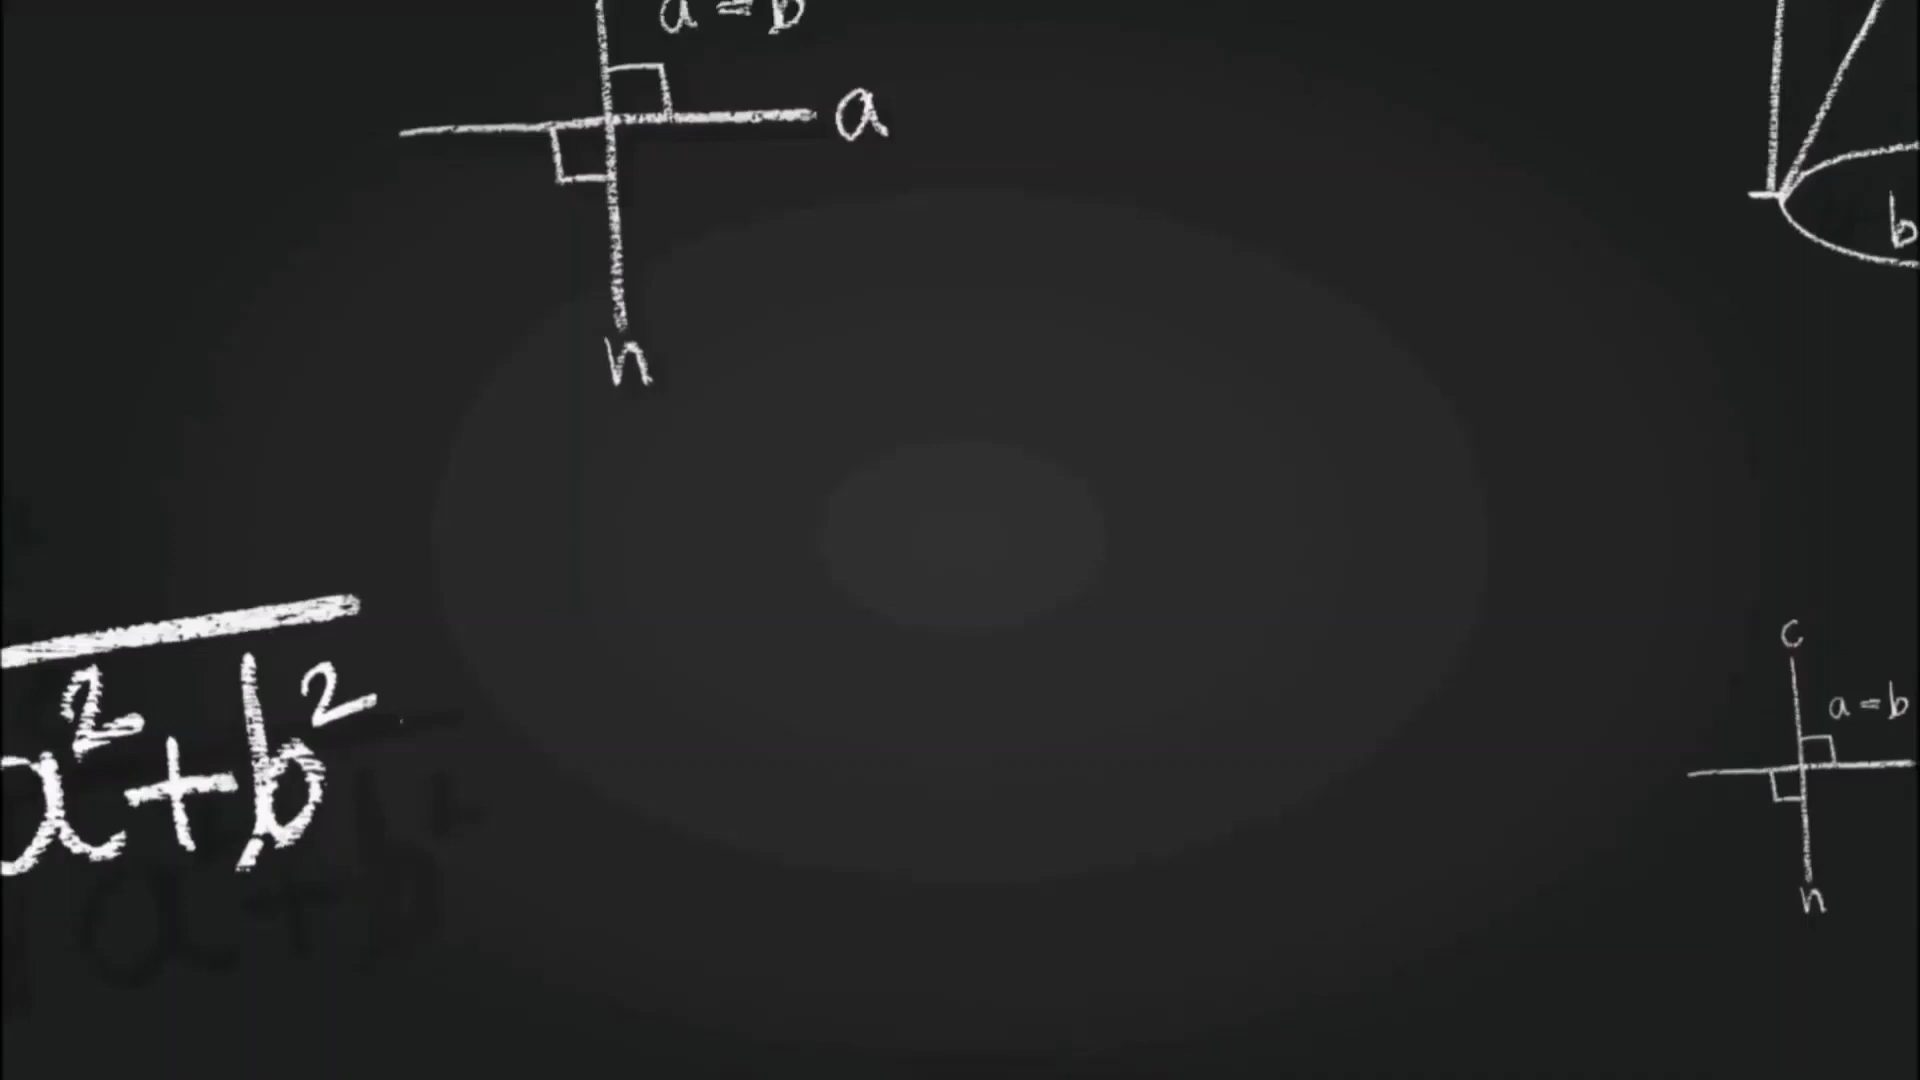 a = b
a
n
b
a²+b²
c
a = b
n